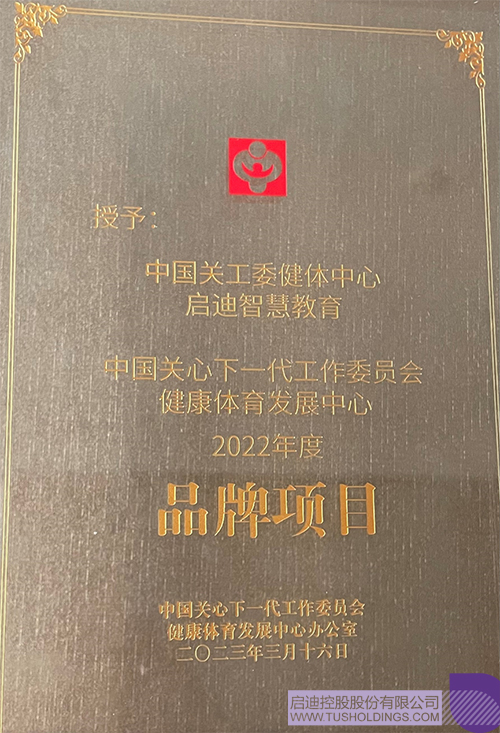 授予：
中国关工委健体中心
启迪智慧教育
中国关心下一代工作委员会
健康体育发展中心
2022年度
品牌项目
中国关心下一代工作委员会
健康体育发展中心办公室
二〇二三年三月十六日
启迪控股股份有限公司
WWW.TUSHOLDINGS.COM